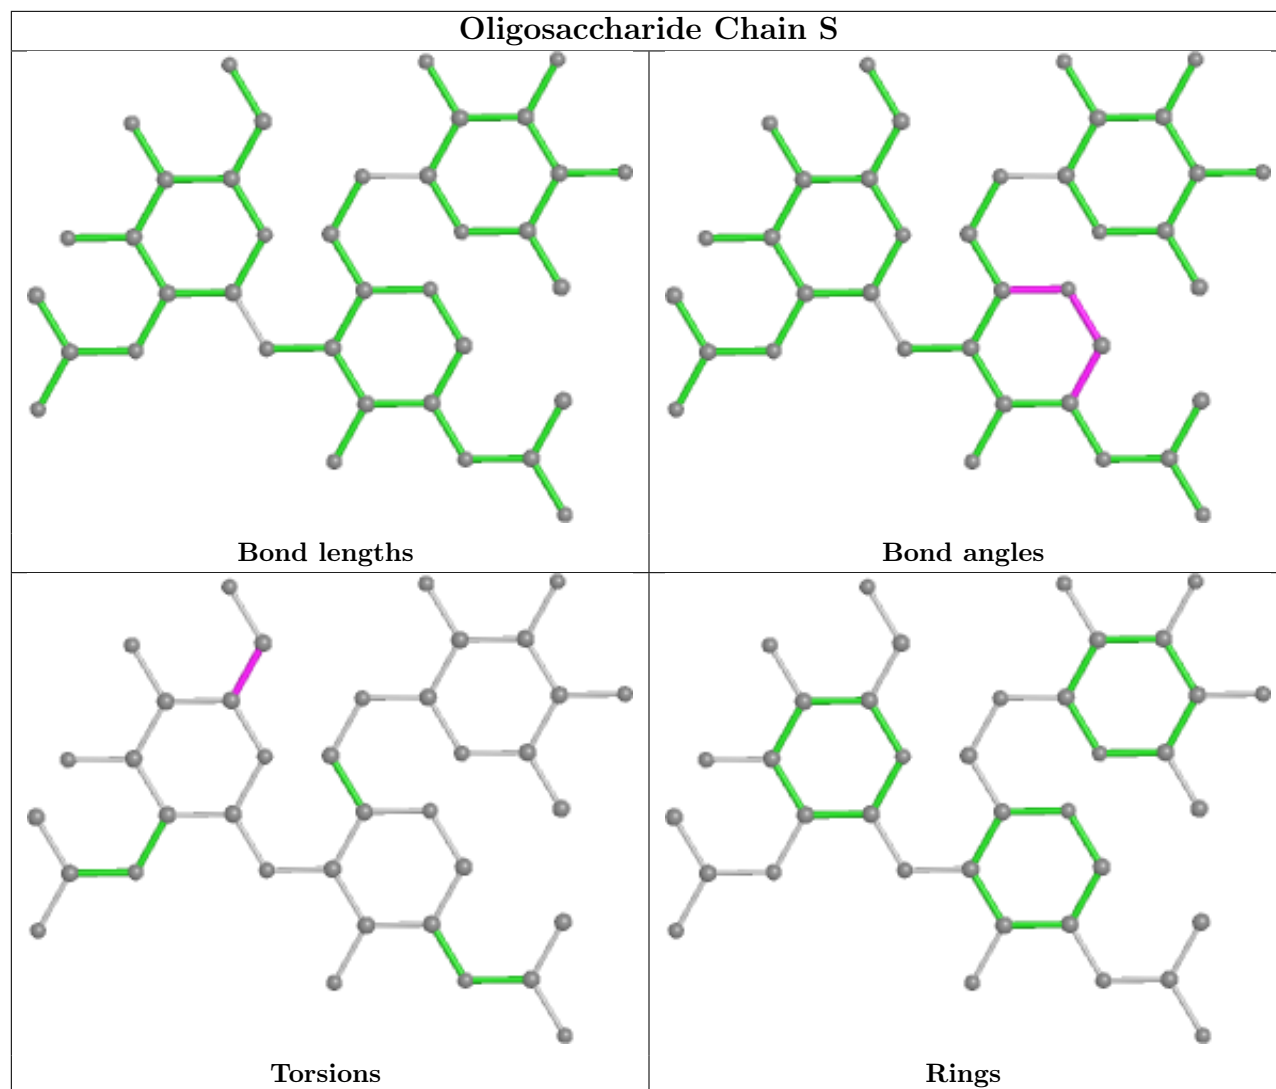 Oligosaccharide Chain S
Bond lengths
Bond angles
Torsions
Rings